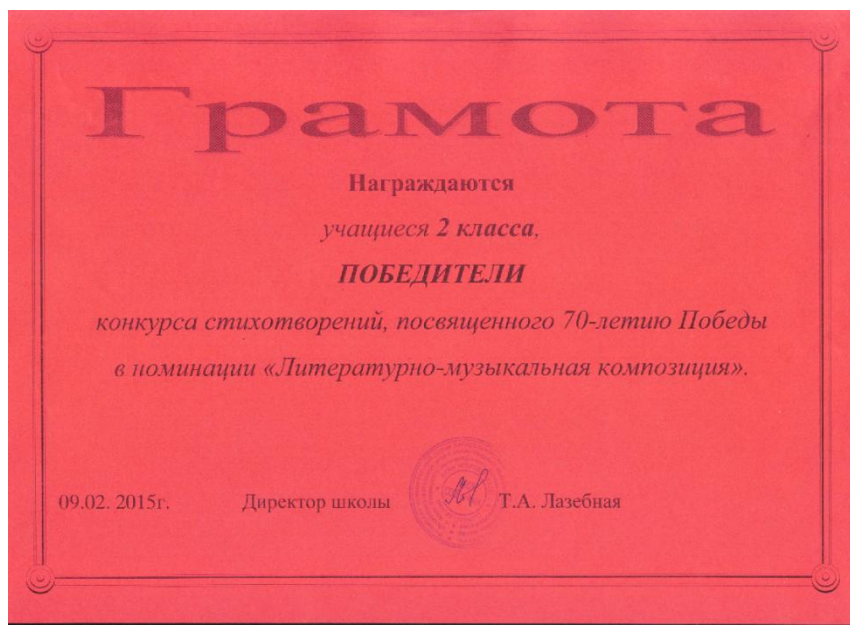 Грамота
Награждаются
учащиеся 2 класса,
ПОБЕДИТЕЛИ
конкурса стихотворений, посвященного 70-летию Победы
в номинации «Литературно-музыкальная композиция».
09.02. 2015г. Директор школы Т.А. Лазебная